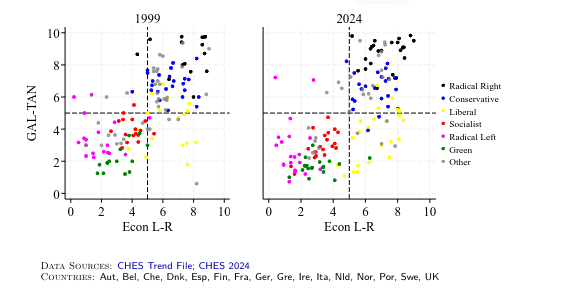 1999
2024
GAL-TAN
10
8
6
4
2
0
0 2 4 6 8 10
0 2 4 6 8 10
Econ L-R
Econ L-R
Radical Right
Conservative
Liberal
Socialist
Radical Left
Green
Other
DATA SOURCES: CHES Trend File; CHES 2024
COUNTRIES: Aut, Bel, Che, Dnk, Esp, Fin, Fra, Ger, Gre, Ire, Ita, Nld, Nor, Por, Swe, UK